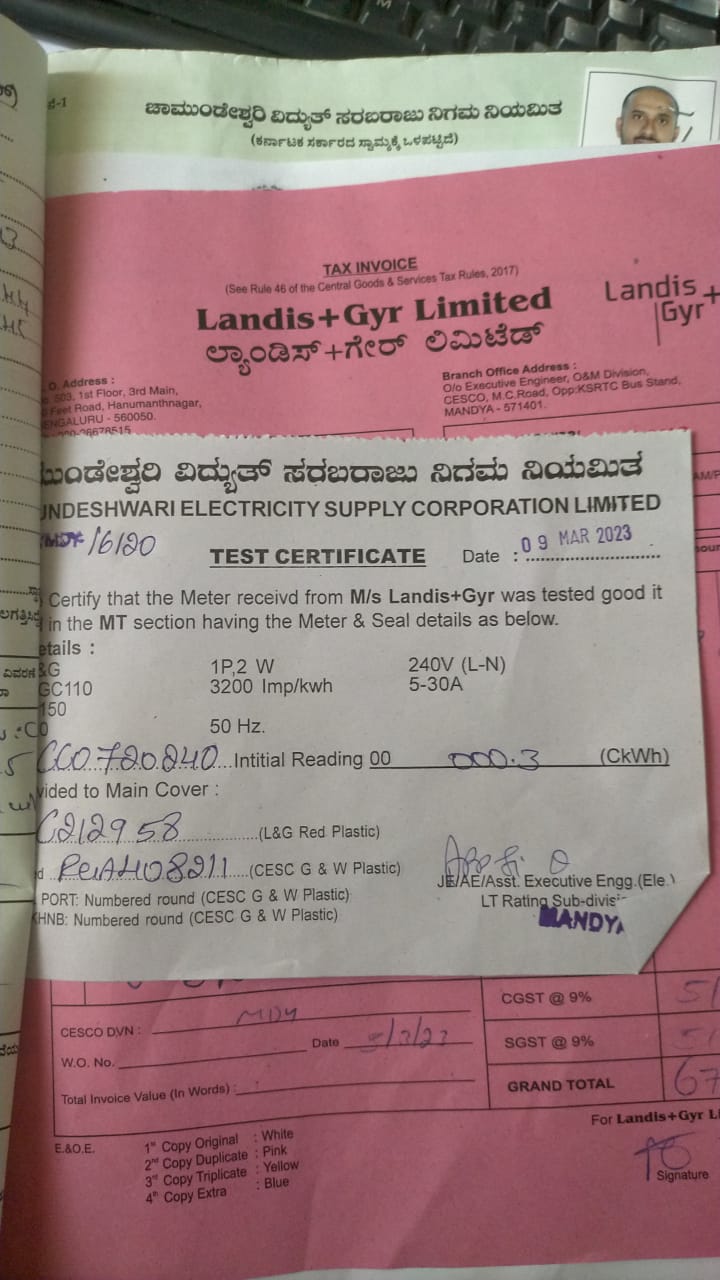 ಚಾಮುಂಡೇಶ್ವರಿ ವಿದ್ಯುತ್ ಸರಬರಾಜು ನಿಗಮ ನಿಯಮಿತ
(ಕರ್ನಾಟಕ ಸರ್ಕಾರದ ಸ್ವಾಮ್ಯಕ್ಕೆ ಒಳಪಟ್ಟಿದೆ)
TAX INVOICE
(See Rule 46 of the Central Goods & Services Tax Rules, 2017)
Landis+Gyr Limited
ಲ್ಯಾಂಡಿಸ್+ಗೇರ್ ಲಿಮಿಟೆಡ್
Landis+
Gyr
O. Address :
503, 1st Floor, 3rd Main,
Feet Road, Hanumanthnagar,
BENGALURU - 560050.
Branch Office Address :
O/o Executive Engineer, O&M Division,
CESCO, M.C.Road, Opp:KSRTC Bus Stand,
MANDYA - 571401.
ಮುಂಡೇಶ್ವರಿ ವಿದ್ಯುತ್ ಸರಬರಾಜು ನಿಗಮ ನಿಯಮಿತ
UNDESHWARI ELECTRICITY SUPPLY CORPORATION LIMITED
/6120
TEST CERTIFICATE Date : 09 MAR 2023
Certify that the Meter receivd from M/s Landis+Gyr was tested good it
in the MT section having the Meter & Seal details as below.
etails :
&G 1P,2 W 240V (L-N)
GC110 3200 Imp/kwh 5-30A
150
50 Hz.
CC0720240 Intitial Reading 00 000.3 (CkWh)
vided to Main Cover :
C212958 (L&G Red Plastic)
(CESC G & W Plastic)
PORT: Numbered round (CESC G & W Plastic)
KHNB: Numbered round (CESC G & W Plastic)
JE/AE/Asst. Executive Engg.(Ele.)
LT Rating Sub-divis
MANDYA
CESCO DVN : MDY
W.O. No. Date
Total Invoice Value (In Words) :
CGST @ 9%
SGST @ 9%
GRAND TOTAL 67
E.&O.E.
1st Copy Original : White
2nd Copy Duplicate : Pink
3rd Copy Triplicate : Yellow
4th Copy Extra : Blue
For Landis+Gyr Li
Signature